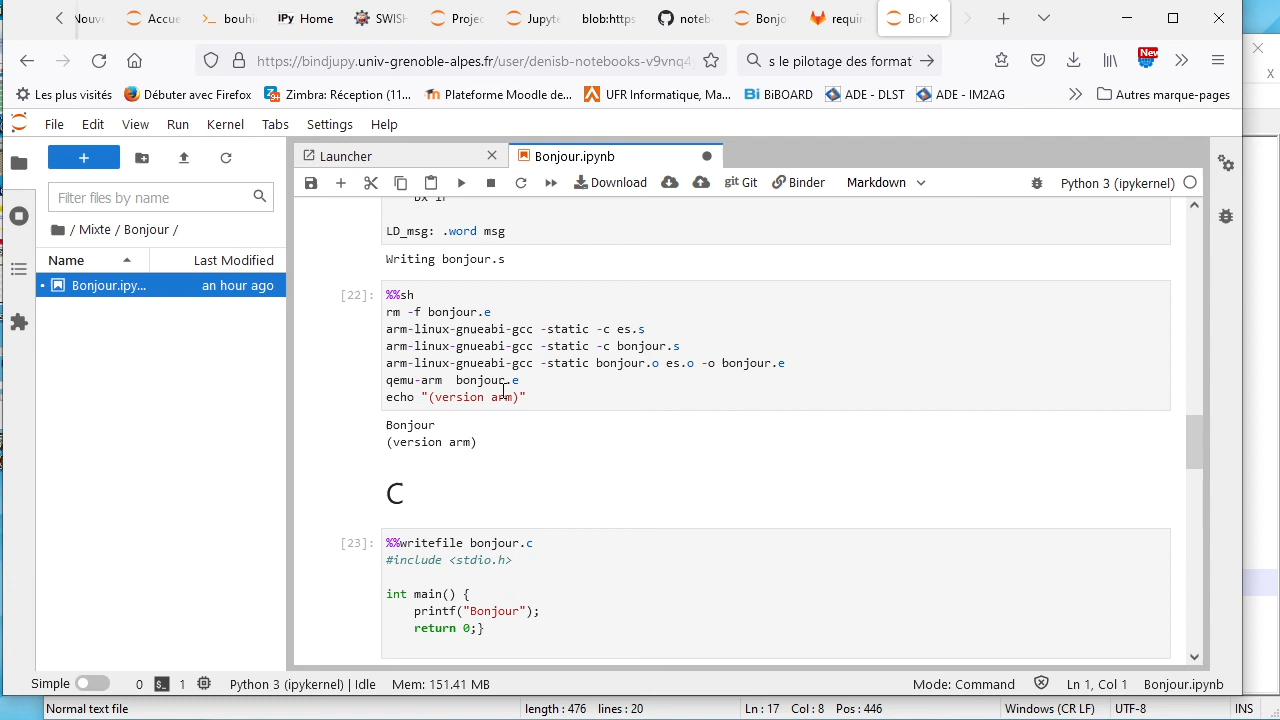 Nouv
Accue
bouhi
IPy Home
SWISH
Projec
Jupyte
blob:https
noteb
Bonjo
requir
Bor
https://bindjupy.univ-grenoble-alpes.fr/user/denisb-notebooks-v9vnq4
s le pilotage des format
New
Les plus visités
Débuter avec Firefox
Zimbra: Réception (11...
Plateforme Moodle de...
UFR Informatique, Ma...
BiBOARD
ADE - DLST
ADE - IM2AG
Autres marque-pages
File Edit View Run Kernel Tabs Settings Help
Launcher
Bonjour.ipynb
Download
git Git
Binder
Markdown
Python 3 (ipykernel)
Filter files by name
/ Mixte / Bonjour /
Name
Last Modified
Bonjour.ipy...
an hour ago
LD_msg: .word msg
Writing bonjour.s
[22]:
%%sh
rm -f bonjour.e
arm-linux-gnueabi-gcc -static -c es.s
arm-linux-gnueabi-gcc -static -c bonjour.s
arm-linux-gnueabi-gcc -static bonjour.o es.o -o bonjour.e
qemu-arm  bonjour.e
echo "(version arm)"
Bonjour
(version arm)
C
[23]:
%%writefile bonjour.c
#include <stdio.h>
int main() {
printf("Bonjour");
return 0;}
Simple
0
1
Python 3 (ipykernel) | Idle
Mem: 151.41 MB
Mode: Command
Ln 1, Col 1
Bonjour.ipynb
Normal text file
length : 476
lines : 20
Ln : 17
Col : 8
Pos : 446
Windows (CR LF)
UTF-8
INS